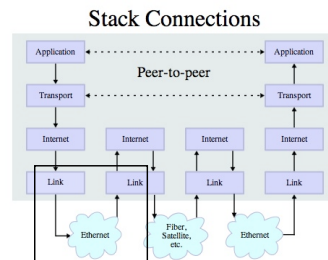 Stack Connections
Application
Application
Peer-to-peer
Transport
Transport
Internet
Internet
Internet
Internet
Link
Link
Link
Link
Ethernet
Fiber,
Satellite,
etc.
Ethernet